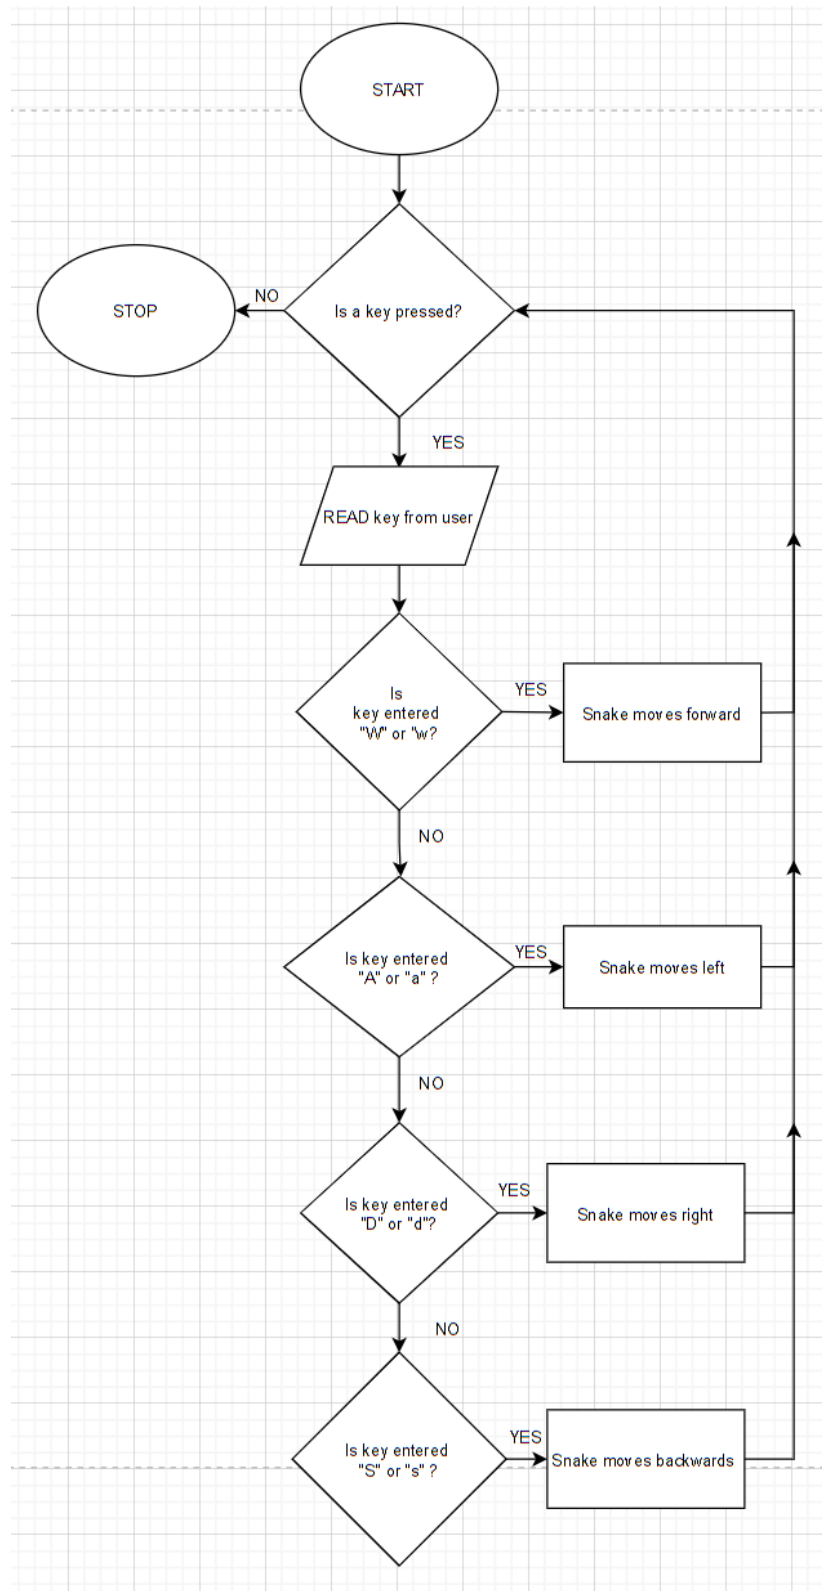 START
Is a key pressed?
NO
STOP
YES
READ key from user
Is
key entered
"W" or "w?
YES
Snake moves forward
NO
Is key entered
"A" or "a" ?
YES
Snake moves left
NO
Is key entered
"D" or "d"?
YES
Snake moves right
NO
Is key entered
"S" or "s" ?
YES
Snake moves backwards